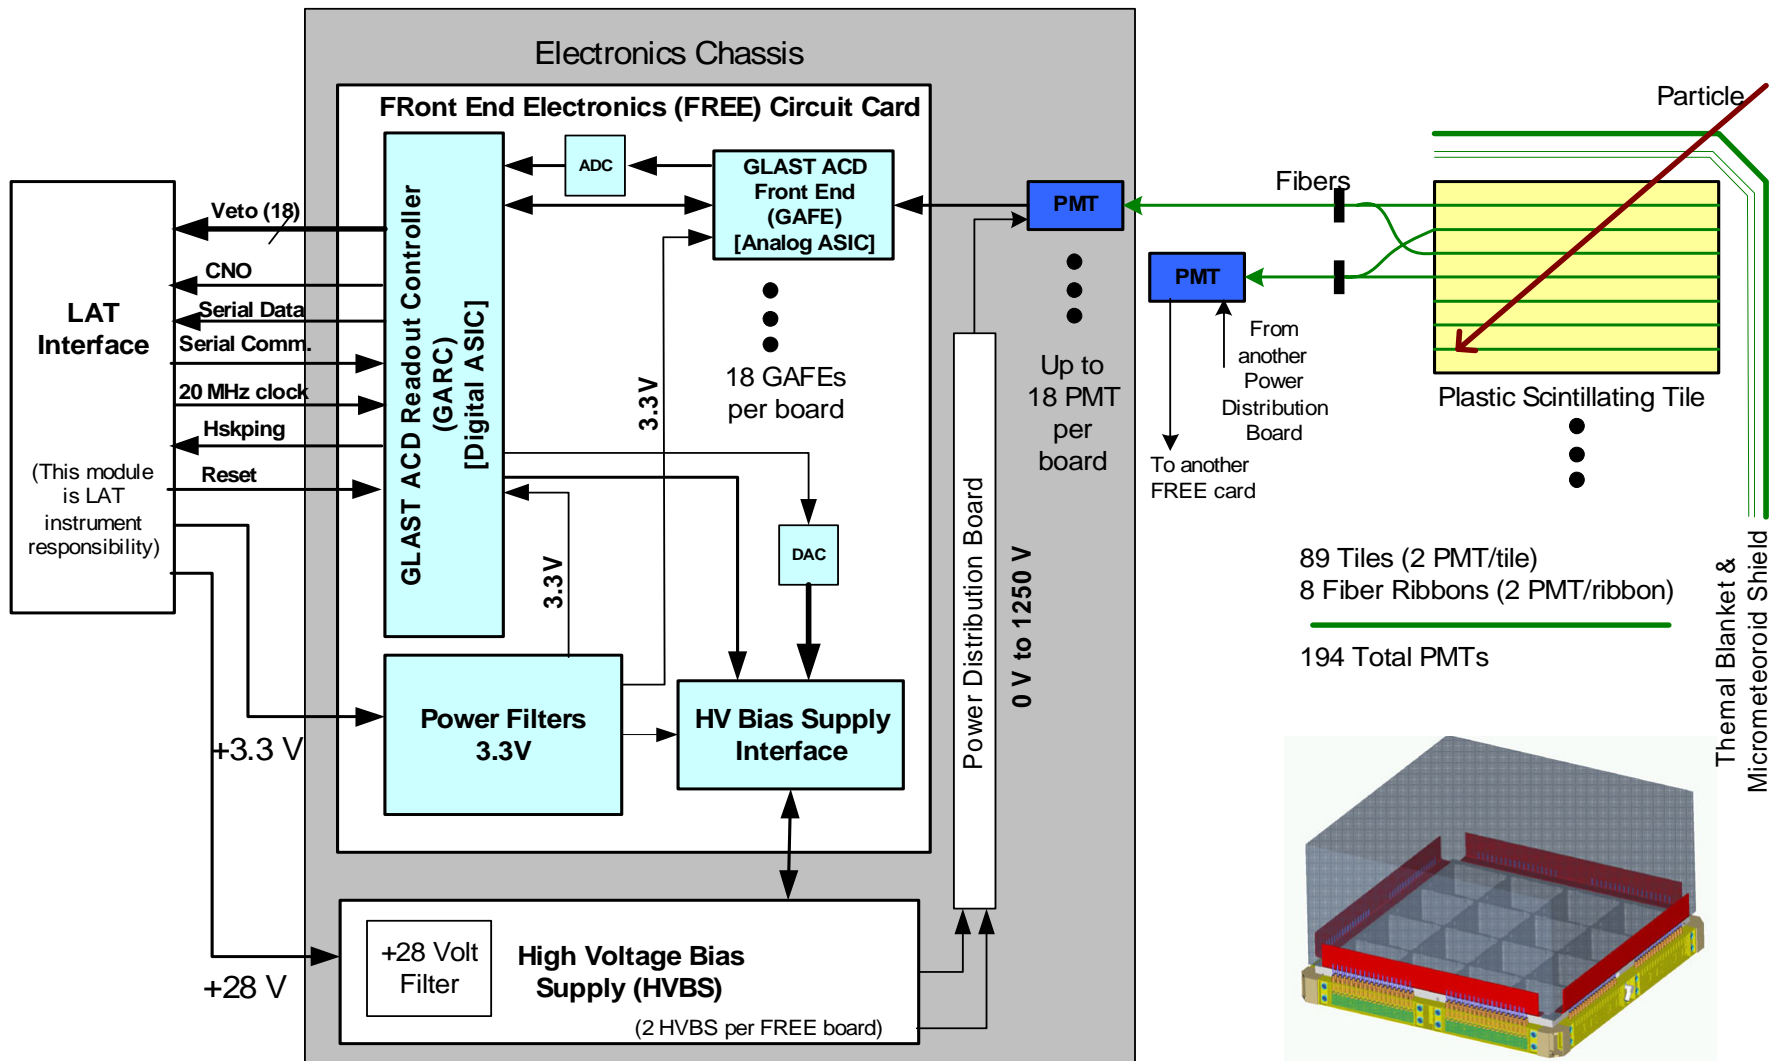 Electronics Chassis
FRont End Electronics (FREE) Circuit Card
GLAST ACD Readout Controller
(GARC)
[Digital ASIC]
ADC
GLAST ACD
Front End
(GAFE)
[Analog ASIC]
18 GAFEs
per board
3.3V
3.3V
DAC
Power Filters
3.3V
HV Bias Supply
Interface
+28 Volt
Filter
High Voltage Bias
Supply (HVBS)
(2 HVBS per FREE board)
LAT
Interface
(This module
is LAT
instrument
responsibility)
Veto (18)
CNO
Serial Data
Serial Comm.
20 MHz clock
Hskping
Reset
+3.3 V
+28 V
Power Distribution Board
0 V to 1250 V
PMT
Up to
18 PMT
per
board
PMT
To another
FREE card
From
another
Power
Distribution
Board
Fibers
Particle
Plastic Scintillating Tile
89 Tiles (2 PMT/tile)
8 Fiber Ribbons (2 PMT/ribbon)
194 Total PMTs
Themal Blanket &
Micrometeoroid Shield